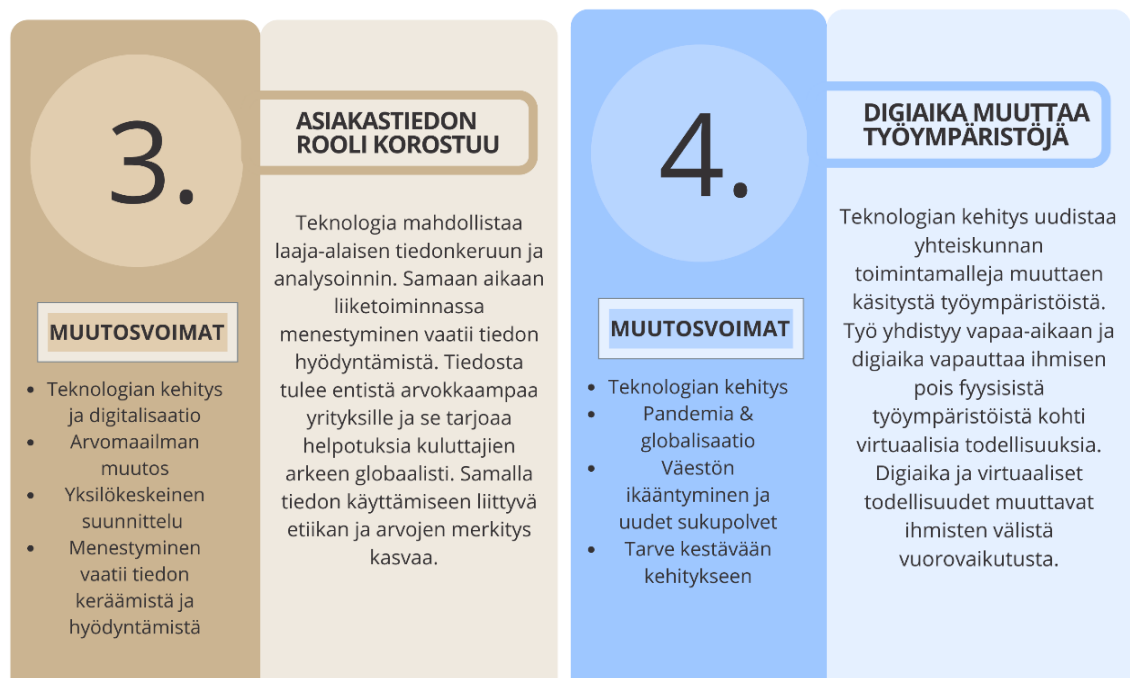 3.
ASIAKASTIEDON
ROOLI KOROSTUU
MUUTOSVOIMAT
• Teknologian kehitys
ja digitalisaatio
• Arvomaailman
muutos
• Yksilökeskeinen
suunnittelu
• Menestyminen
vaatii tiedon
keräämistä ja
hyödyntämistä
Teknologia mahdollistaa
laaja-alaisen tiedonkeruun ja
analysoinnin. Samaan aikaan
liiketoiminnassa
menestyminen vaatii tiedon
hyödyntämistä. Tiedosta
tulee entistä arvokkaampaa
yrityksille ja se tarjoaa
helpotuksia kuluttajien
arkeen globaalisti. Samalla
tiedon käyttämiseen liittyvä
etiikan ja arvojen merkitys
kasvaa.
4.
DIGIAIKA MUUTTAA
TYÖYMPÄRISTÖJÄ
MUUTOSVOIMAT
• Teknologian kehitys
• Pandemia &
globalisaatio
• Väestön
ikääntyminen ja
uudet sukupolvet
• Tarve kestävään
kehitykseen
Teknologian kehitys uudistaa
yhteiskunnan
toimintamalleja muuttaen
käsitystä työympäristöistä.
Työ yhdistyy vapaa-aikaan ja
digiaika vapauttaa ihmisen
pois fyysisistä
työympäristöistä kohti
virtuaalisia todellisuuksia.
Digiaika ja virtuaaliset
todellisuudet muuttavat
ihmisten välistä
vuorovaikutusta.